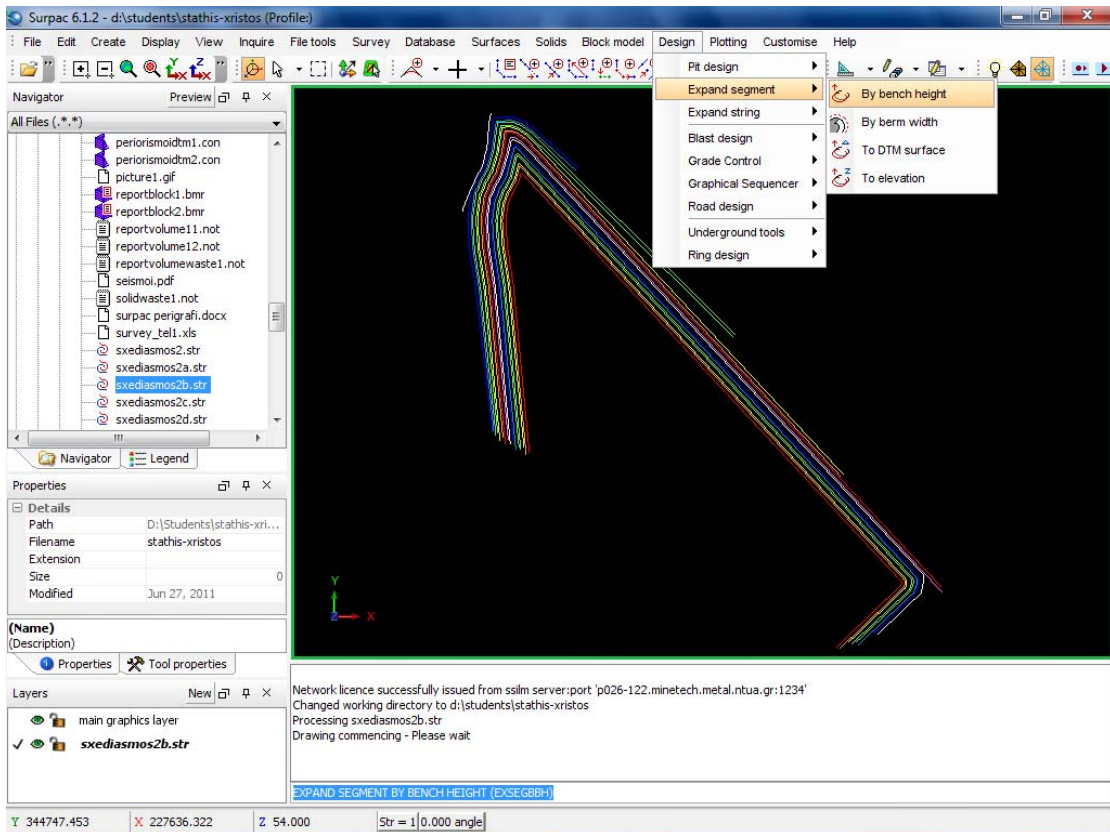 Surpac 6.1.2 - d:\students\stathis-xristos (Profile:)
File Edit Create Display View Inquire File tools Survey Database Surfaces Solids Block model Design Plotting Customise Help
Navigator Preview
All Files (.*.*)
periorismoidtm1.con
periorismoidtm2.con
picture1.gif
reportblock1.bmr
reportblock2.bmr
reportvolume11.not
reportvolume12.not
reportvolumewaste1.not
seismoi.pdf
solidwaste1.not
surpac perigrafi.docx
survey_tel1.xls
sxediasmos2.str
sxediasmos2a.str
sxediasmos2b.str
sxediasmos2c.str
sxediasmos2d.str
Navigator Legend
Properties
Details
Path D:\Students\stathis-xri...
Filename stathis-xristos
Extension
Size 0
Modified Jun 27, 2011
(Name)
(Description)
Properties Tool properties
Layers New
main graphics layer
sxediasmos2b.str
Pit design
Expand segment
Expand string
Blast design
Grade Control
Graphical Sequencer
Road design
Underground tools
Ring design
By bench height
By berm width
To DTM surface
To elevation
Y
Z X
Network licence successfully issued from ssilm server:port 'p026-122.minetech.metal.ntua.gr:1234'
Changed working directory to d:\students\stathis-xristos
Processing sxediasmos2b.str
Drawing commencing - Please wait
EXPAND SEGMENT BY BENCH HEIGHT (EXSEGBBH)
Y 344747.453 X 227636.322 Z 54.000 Str = 1 0.000 angle